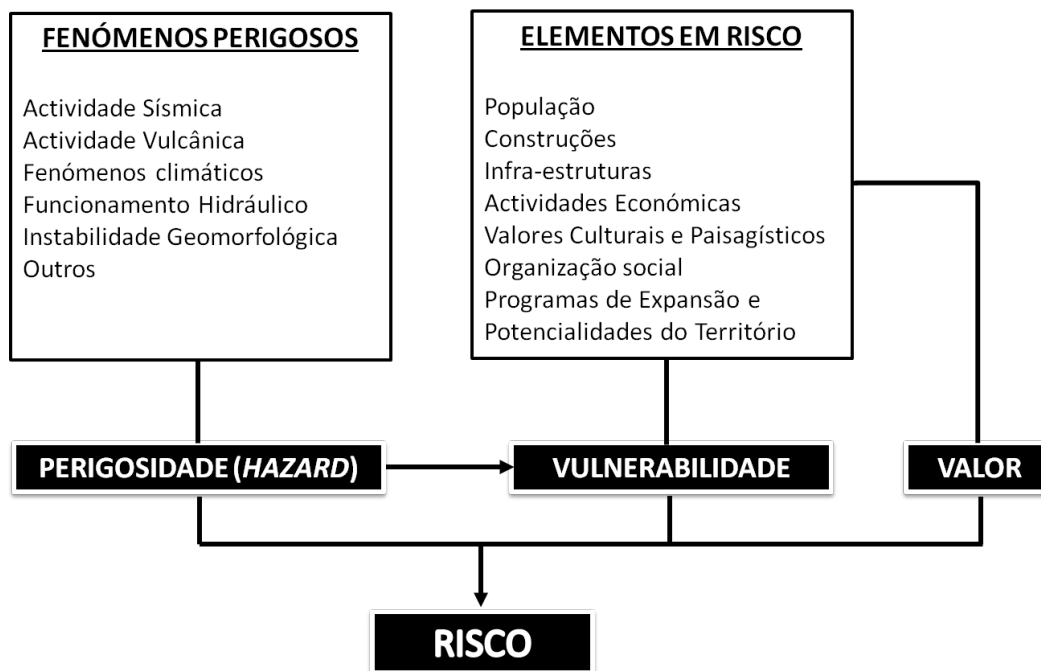 FENÓMENOS PERIGOSOS
Actividade Sísmica
Actividade Vulcânica
Fenómenos climáticos
Funcionamento Hidráulico
Instabilidade Geomorfológica
Outros
ELEMENTOS EM RISCO
População
Construções
Infra-estruturas
Actividades Económicas
Valores Culturais e Paisagísticos
Organização social
Programas de Expansão e
Potencialidades do Território
PERIGOSIDADE (HAZARD)
VULNERABILIDADE
VALOR
RISCO